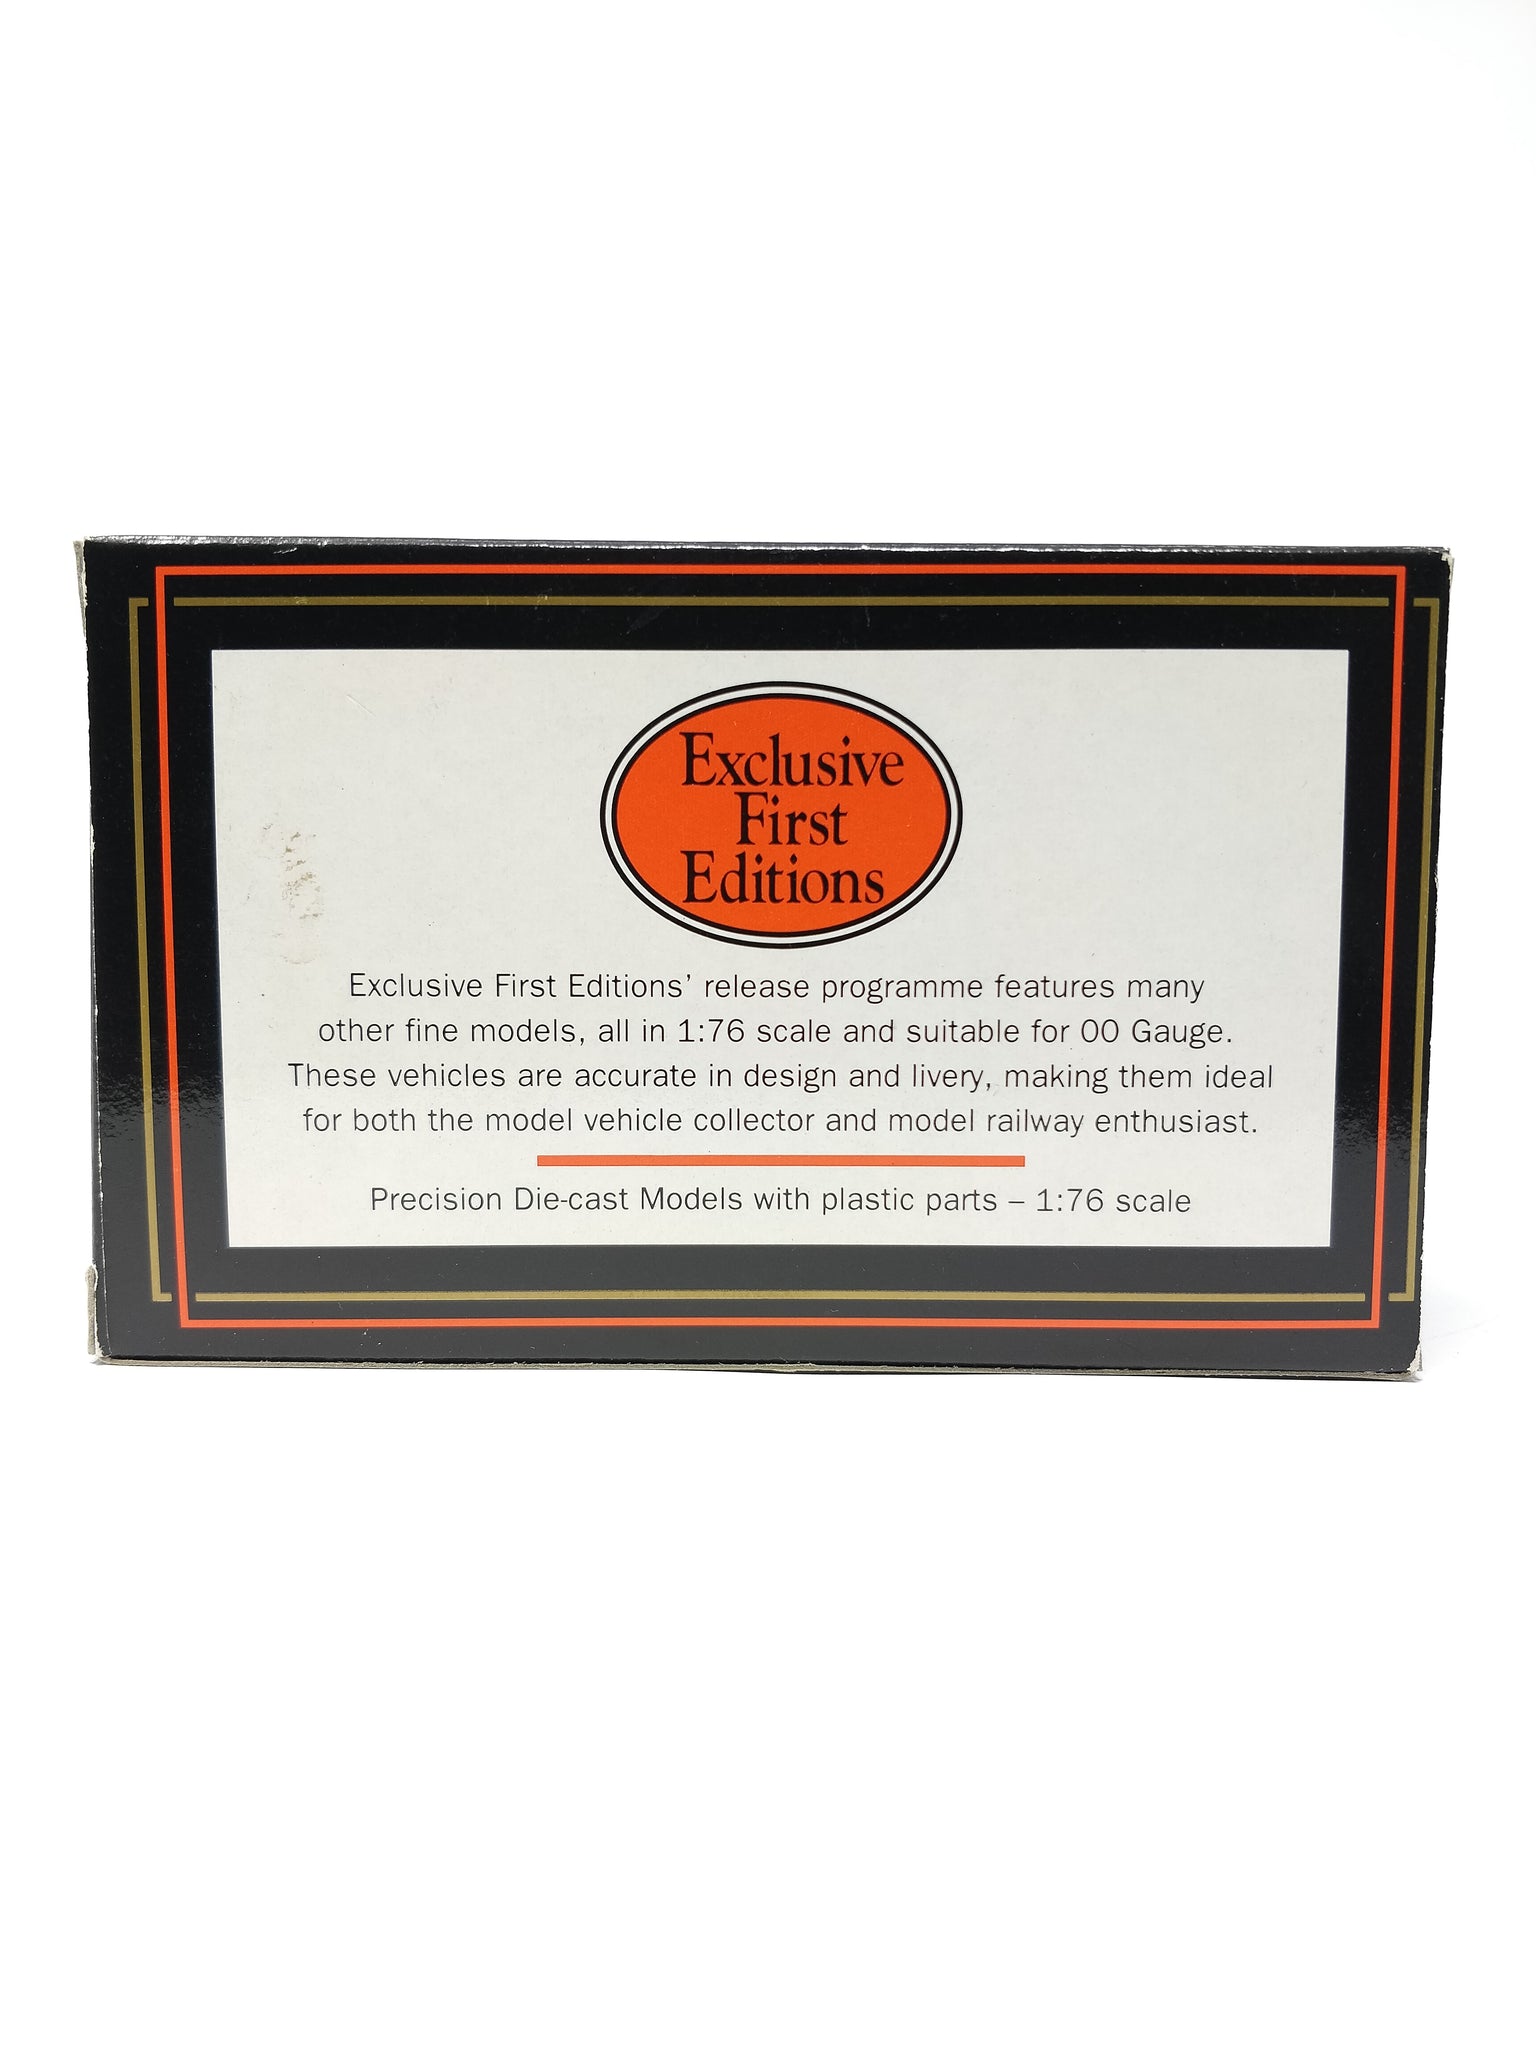 Exclusive
First
Editions
Exclusive First Editions’ release programme features many
other fine models, all in 1:76 scale and suitable for 00 Gauge.
These vehicles are accurate in design and livery, making them ideal
for both the model vehicle collector and model railway enthusiast.
Precision Die-cast Models with plastic parts – 1:76 scale